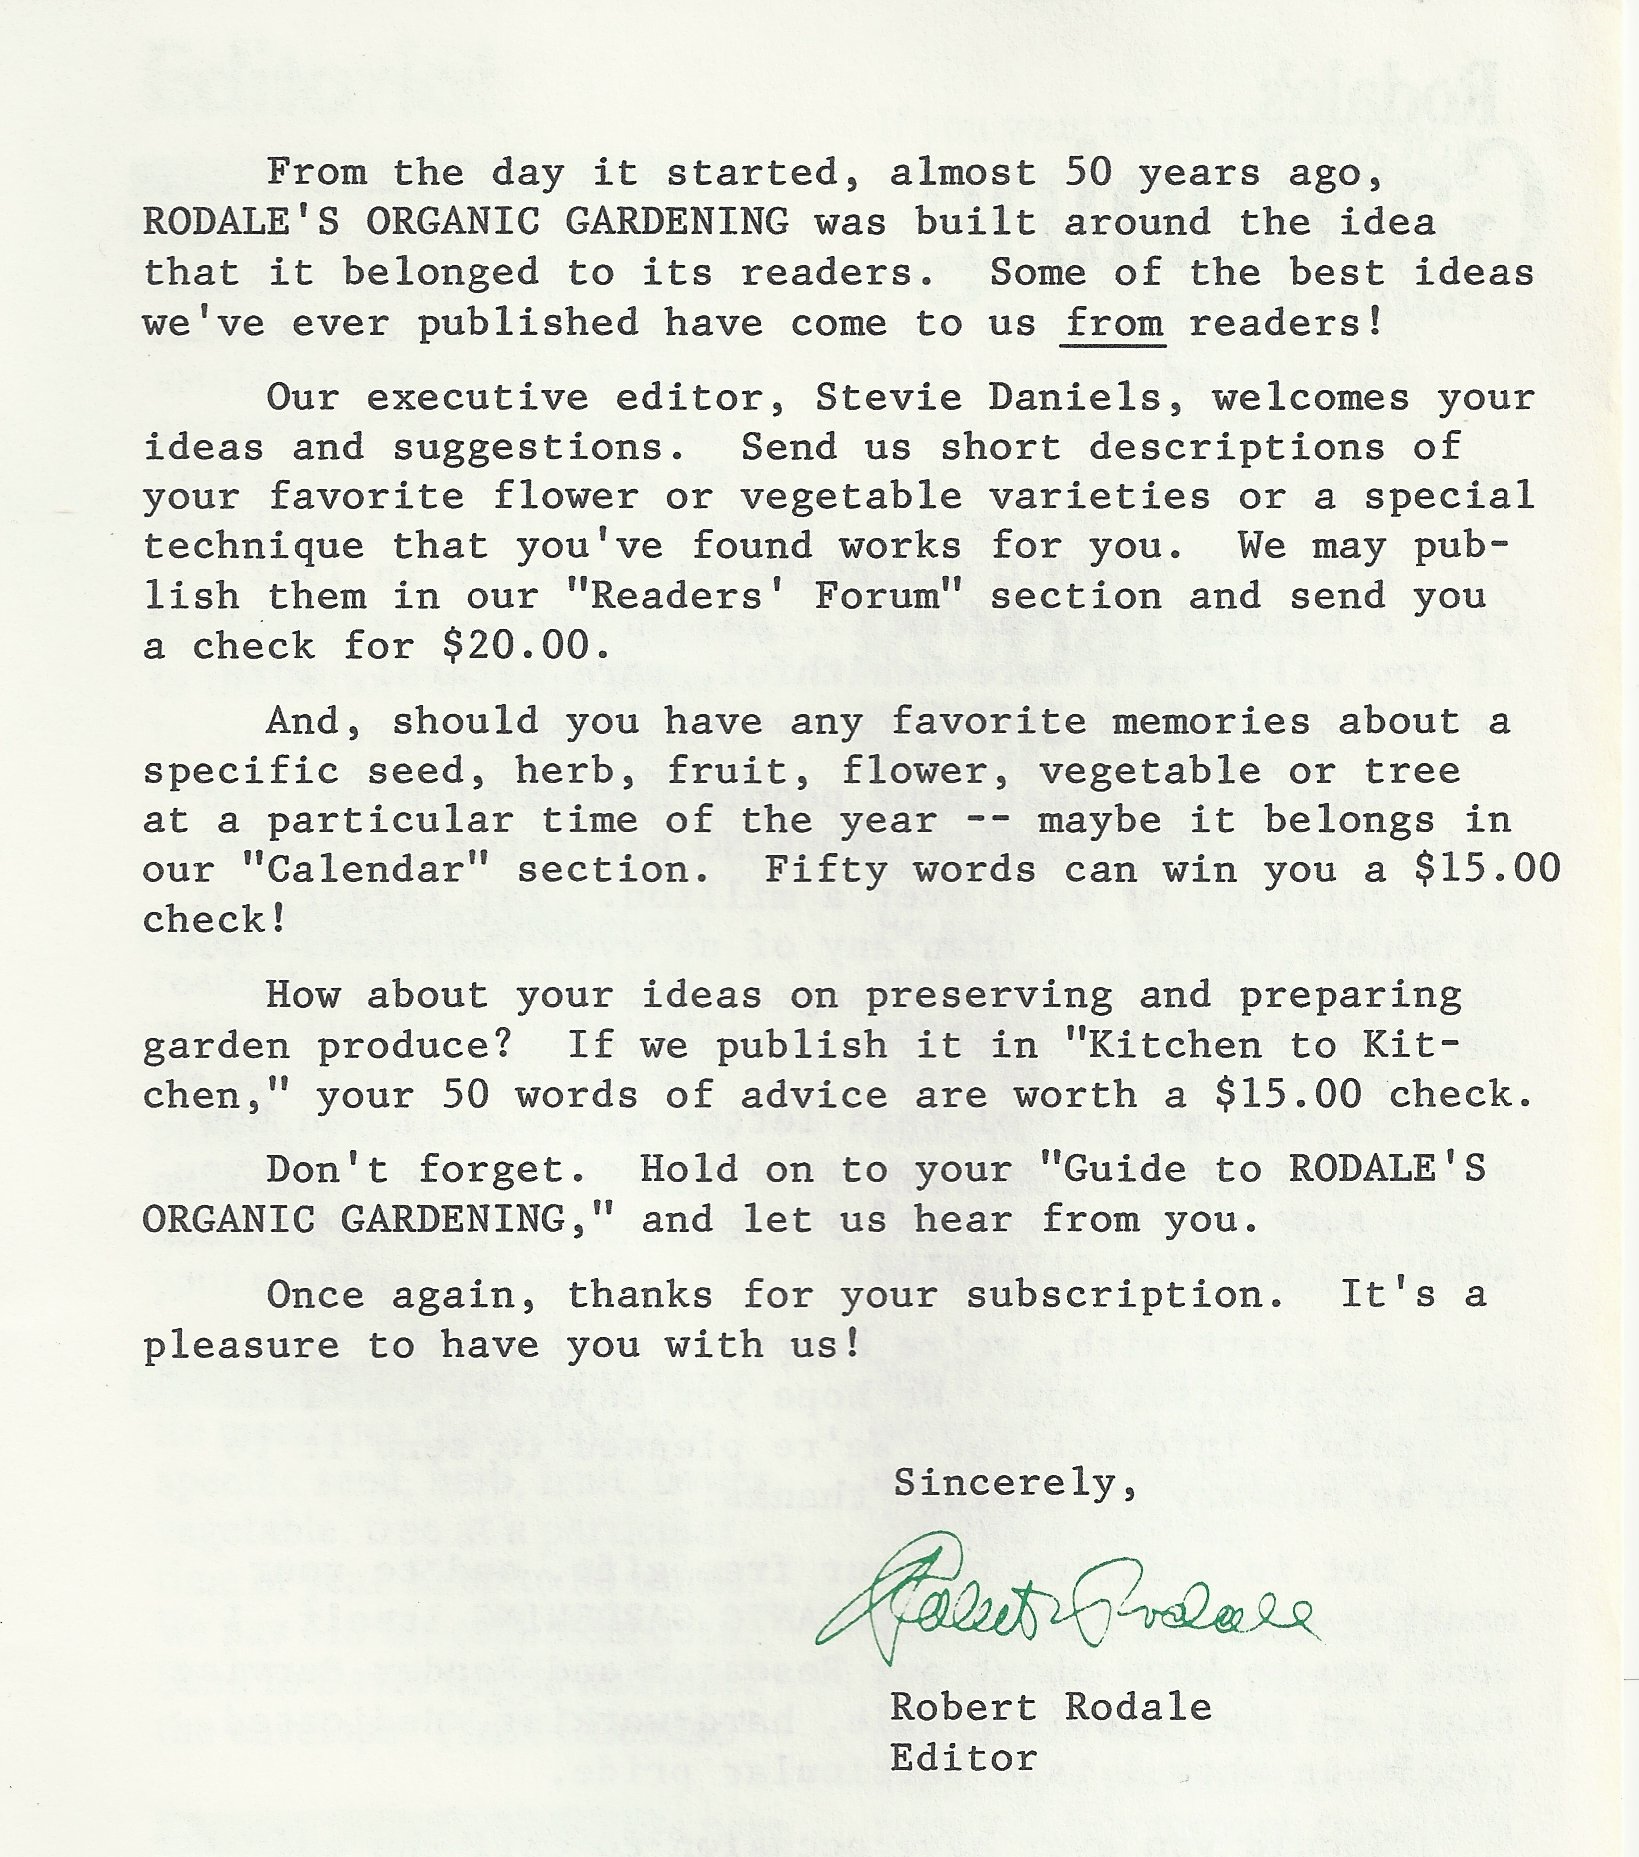 From the day it started, almost 50 years ago,
RODALE'S ORGANIC GARDENING was built around the idea
that it belonged to its readers.  Some of the best ideas
we've ever published have come to us from readers!
Our executive editor, Stevie Daniels, welcomes your
ideas and suggestions.  Send us short descriptions of
your favorite flower or vegetable varieties or a special
technique that you've found works for you.  We may pub-
lish them in our "Readers' Forum" section and send you
a check for $20.00.
And, should you have any favorite memories about a
specific seed, herb, fruit, flower, vegetable or tree
at a particular time of the year -- maybe it belongs in
our "Calendar" section.  Fifty words can win you a $15.00
check!
How about your ideas on preserving and preparing
garden produce?  If we publish it in "Kitchen to Kit-
chen," your 50 words of advice are worth a $15.00 check.
Don't forget.  Hold on to your "Guide to RODALE'S
ORGANIC GARDENING," and let us hear from you.
Once again, thanks for your subscription.  It's a
pleasure to have you with us!
Sincerely,
Robert Rodale
Robert Rodale
Editor